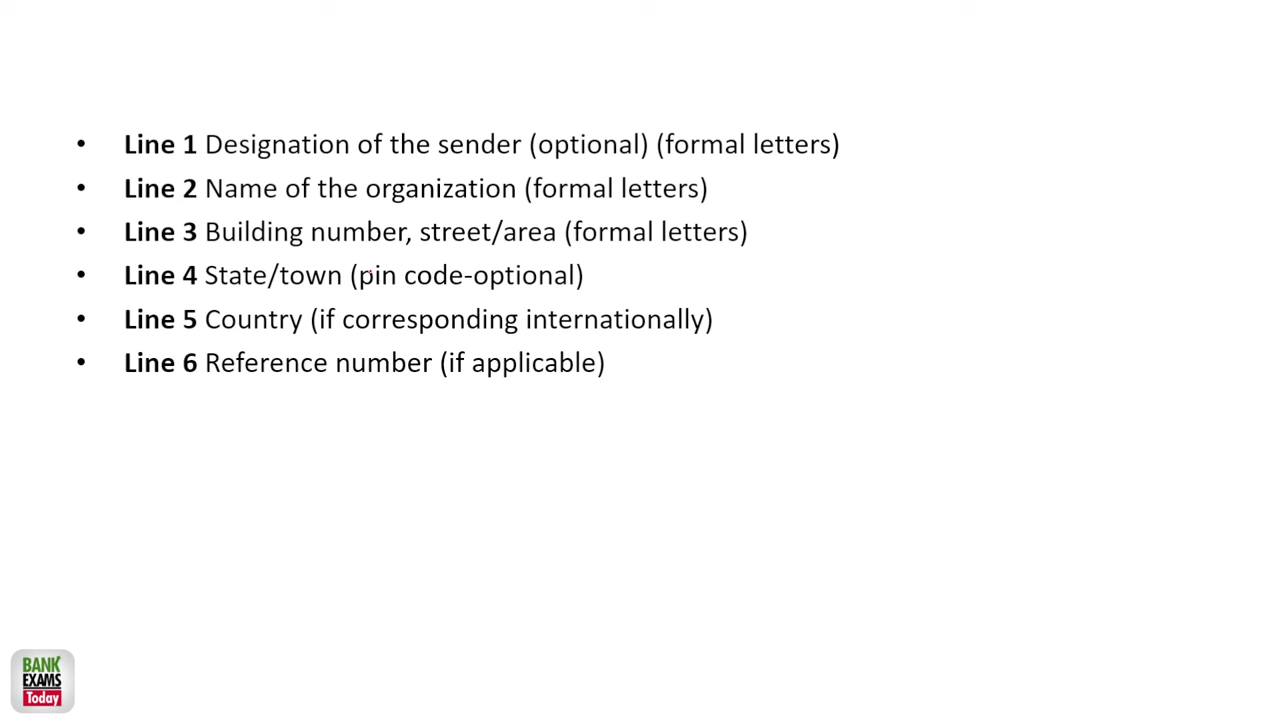 • Line 1 Designation of the sender (optional) (formal letters)
• Line 2 Name of the organization (formal letters)
• Line 3 Building number, street/area (formal letters)
• Line 4 State/town (pin code-optional)
• Line 5 Country (if corresponding internationally)
• Line 6 Reference number (if applicable)
BANK
EXAMS
Today